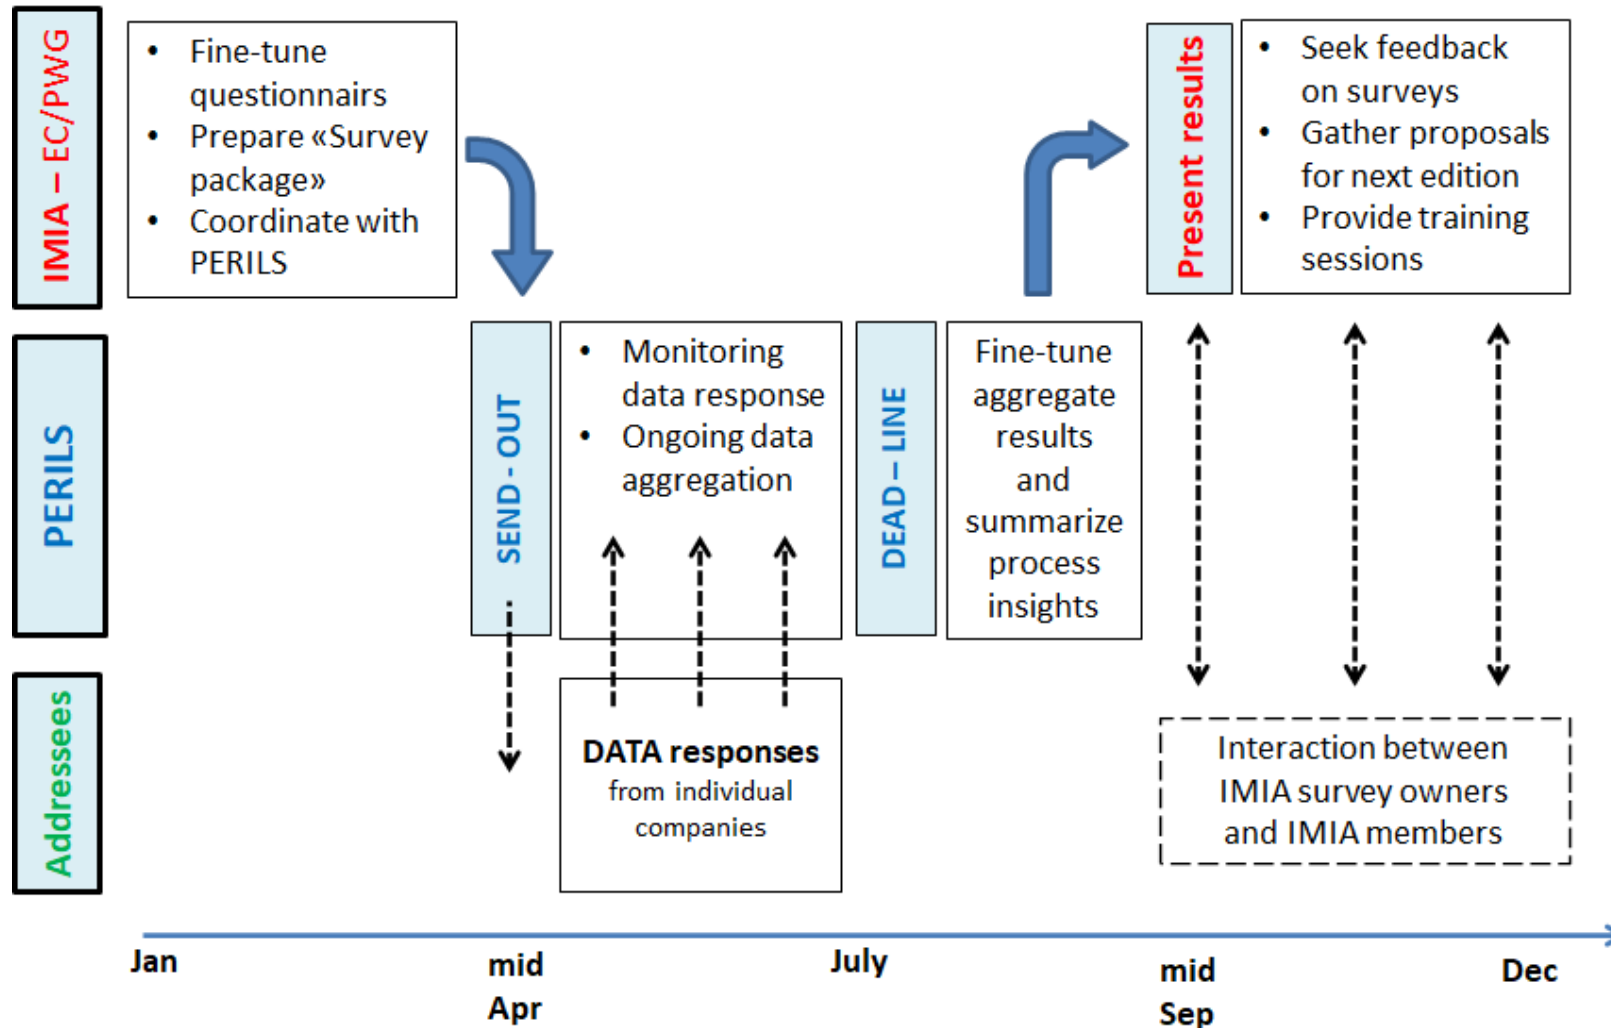 IMIA – EC/PWG
• Fine-tune
questionnairs
• Prepare «Survey
package»
• Coordinate with
PERILS
Present results
• Seek feedback
on surveys
• Gather proposals
for next edition
• Provide training
sessions
PERILS
SEND - OUT
• Monitoring
data response
• Ongoing data
aggregation
DEAD – LINE
Fine-tune
aggregate
results
and
summarize
process
insights
Addressees
DATA responses
from individual
companies
Interaction between
IMIA survey owners
and IMIA members
Jan
mid
Apr
July
mid
Sep
Dec